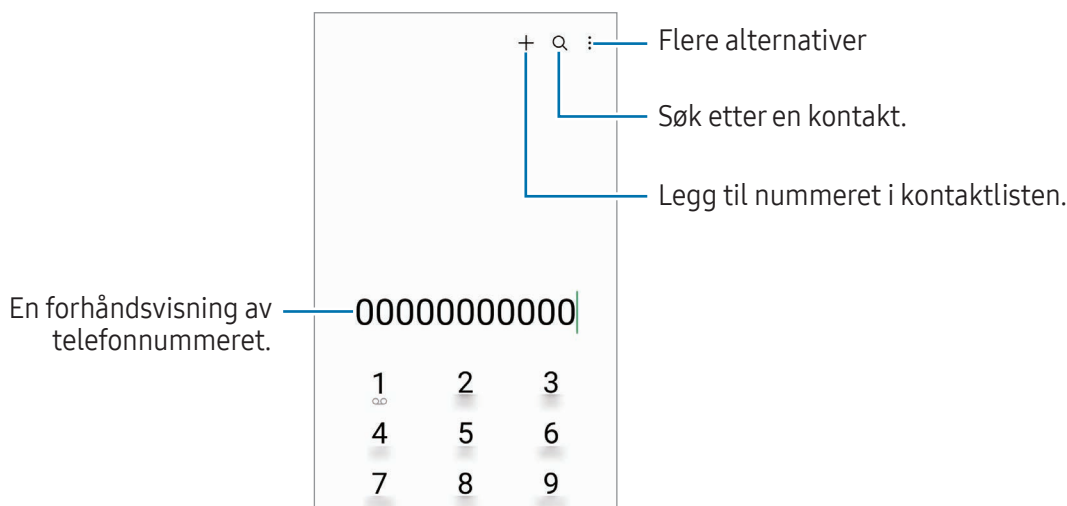 Flere alternativer
Søk etter en kontakt.
Legg til nummeret i kontaktlisten.
En forhåndsvisning av
telefonnummeret.
00000000000
1 2 3
4 5 6
7 8 9